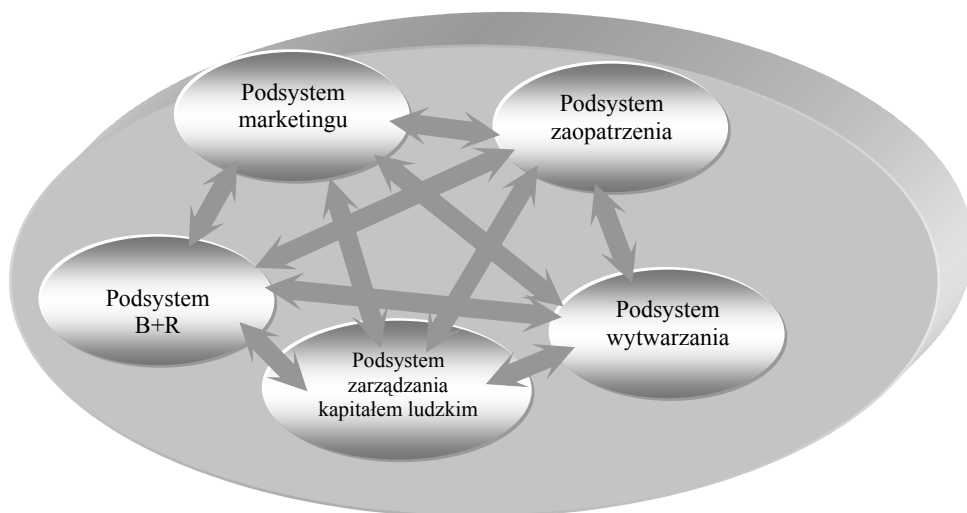 Podsystem
marketingu
Podsystem
zaopatrzenia
Podsystem
B+R
Podsystem
wytwarzania
Podsystem
zarządzania
kapitałem ludzkim